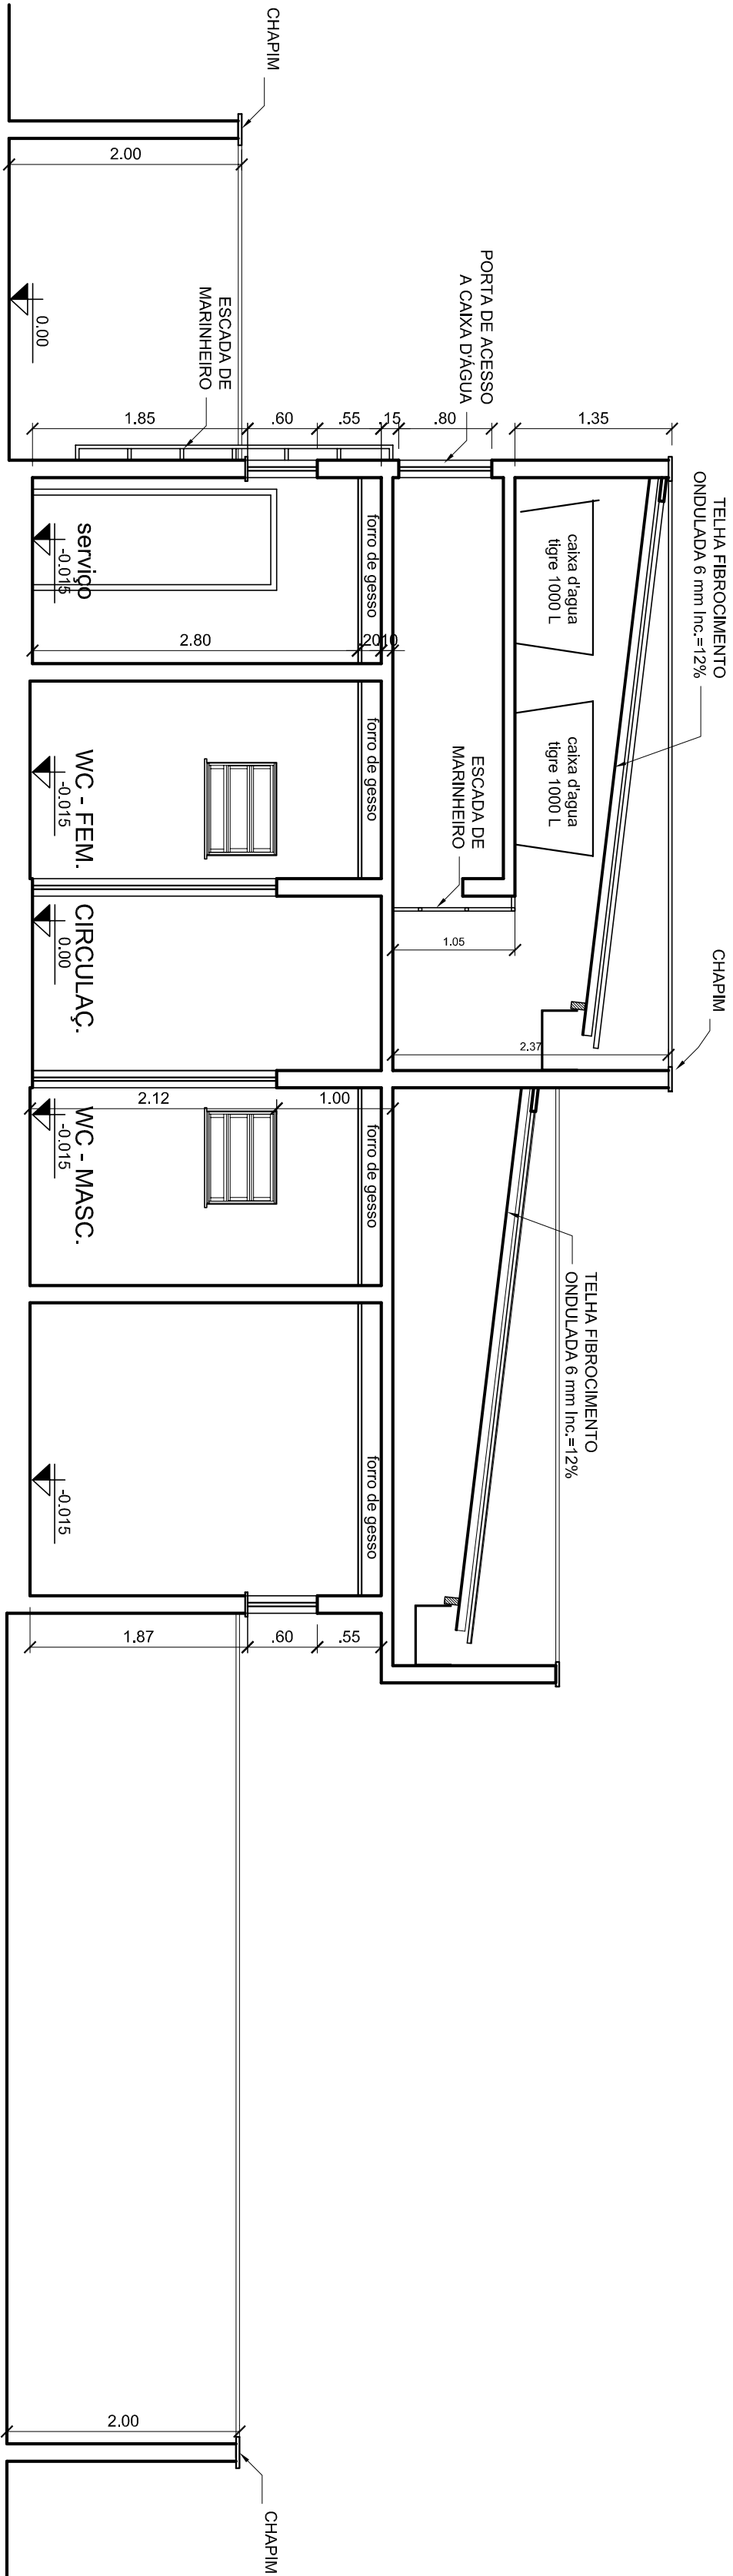 CHAPIM
2.00
0.00
ESCADA DE
MARINHEIRO
PORTA DE ACESSO
A CAIXA D'ÁGUA
1.85
.60
.55
.15
.80
1.35
TELHA FIBROCIMENTO
ONDULADA 6 mm Inc.=12%
serviço
-0.015
forro de gesso
caixa d'agua
tigre 1000 L
2.80
.20
10
WC - FEM.
-0.015
forro de gesso
ESCADA DE
MARINHEIRO
caixa d'agua
tigre 1000 L
CIRCULAÇ.
0.00
1.05
CHAPIM
2.37
2.12
1.00
WC - MASC.
-0.015
forro de gesso
TELHA FIBROCIMENTO
ONDULADA 6 mm Inc.=12%
-0.015
forro de gesso
1.87
.60
.55
2.00
CHAPIM